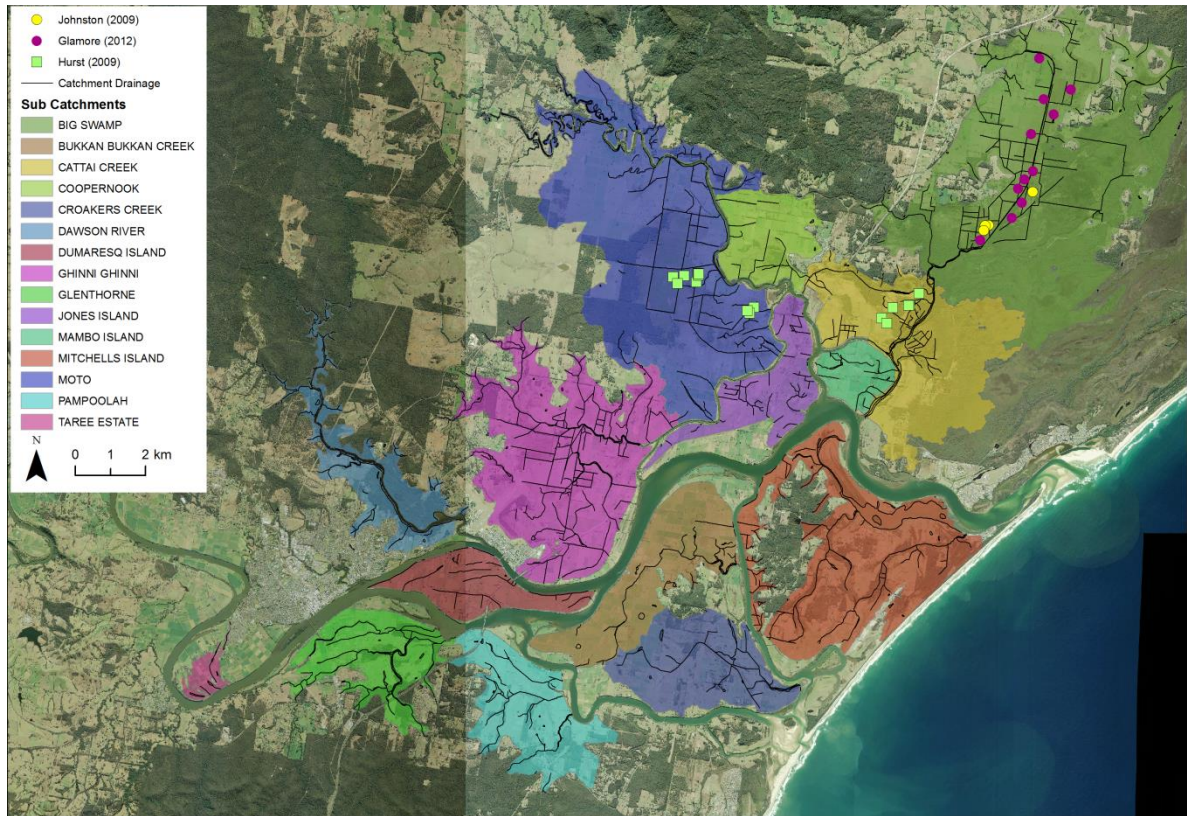 Johnston (2009)
Glamore (2012)
Hurst (2009)
Catchment Drainage
Sub Catchments
BIG SWAMP
BUKKAN BUKKAN CREEK
CATTAI CREEK
COOPERNOOK
CROAKERS CREEK
DAWSON RIVER
DUMARESQ ISLAND
GHINNI GHINNI
GLENTHORNE
JONES ISLAND
MAMBO ISLAND
MITCHELLS ISLAND
MOTO
PAMPOOLAH
TAREE ESTATE
N
0 1 2 km